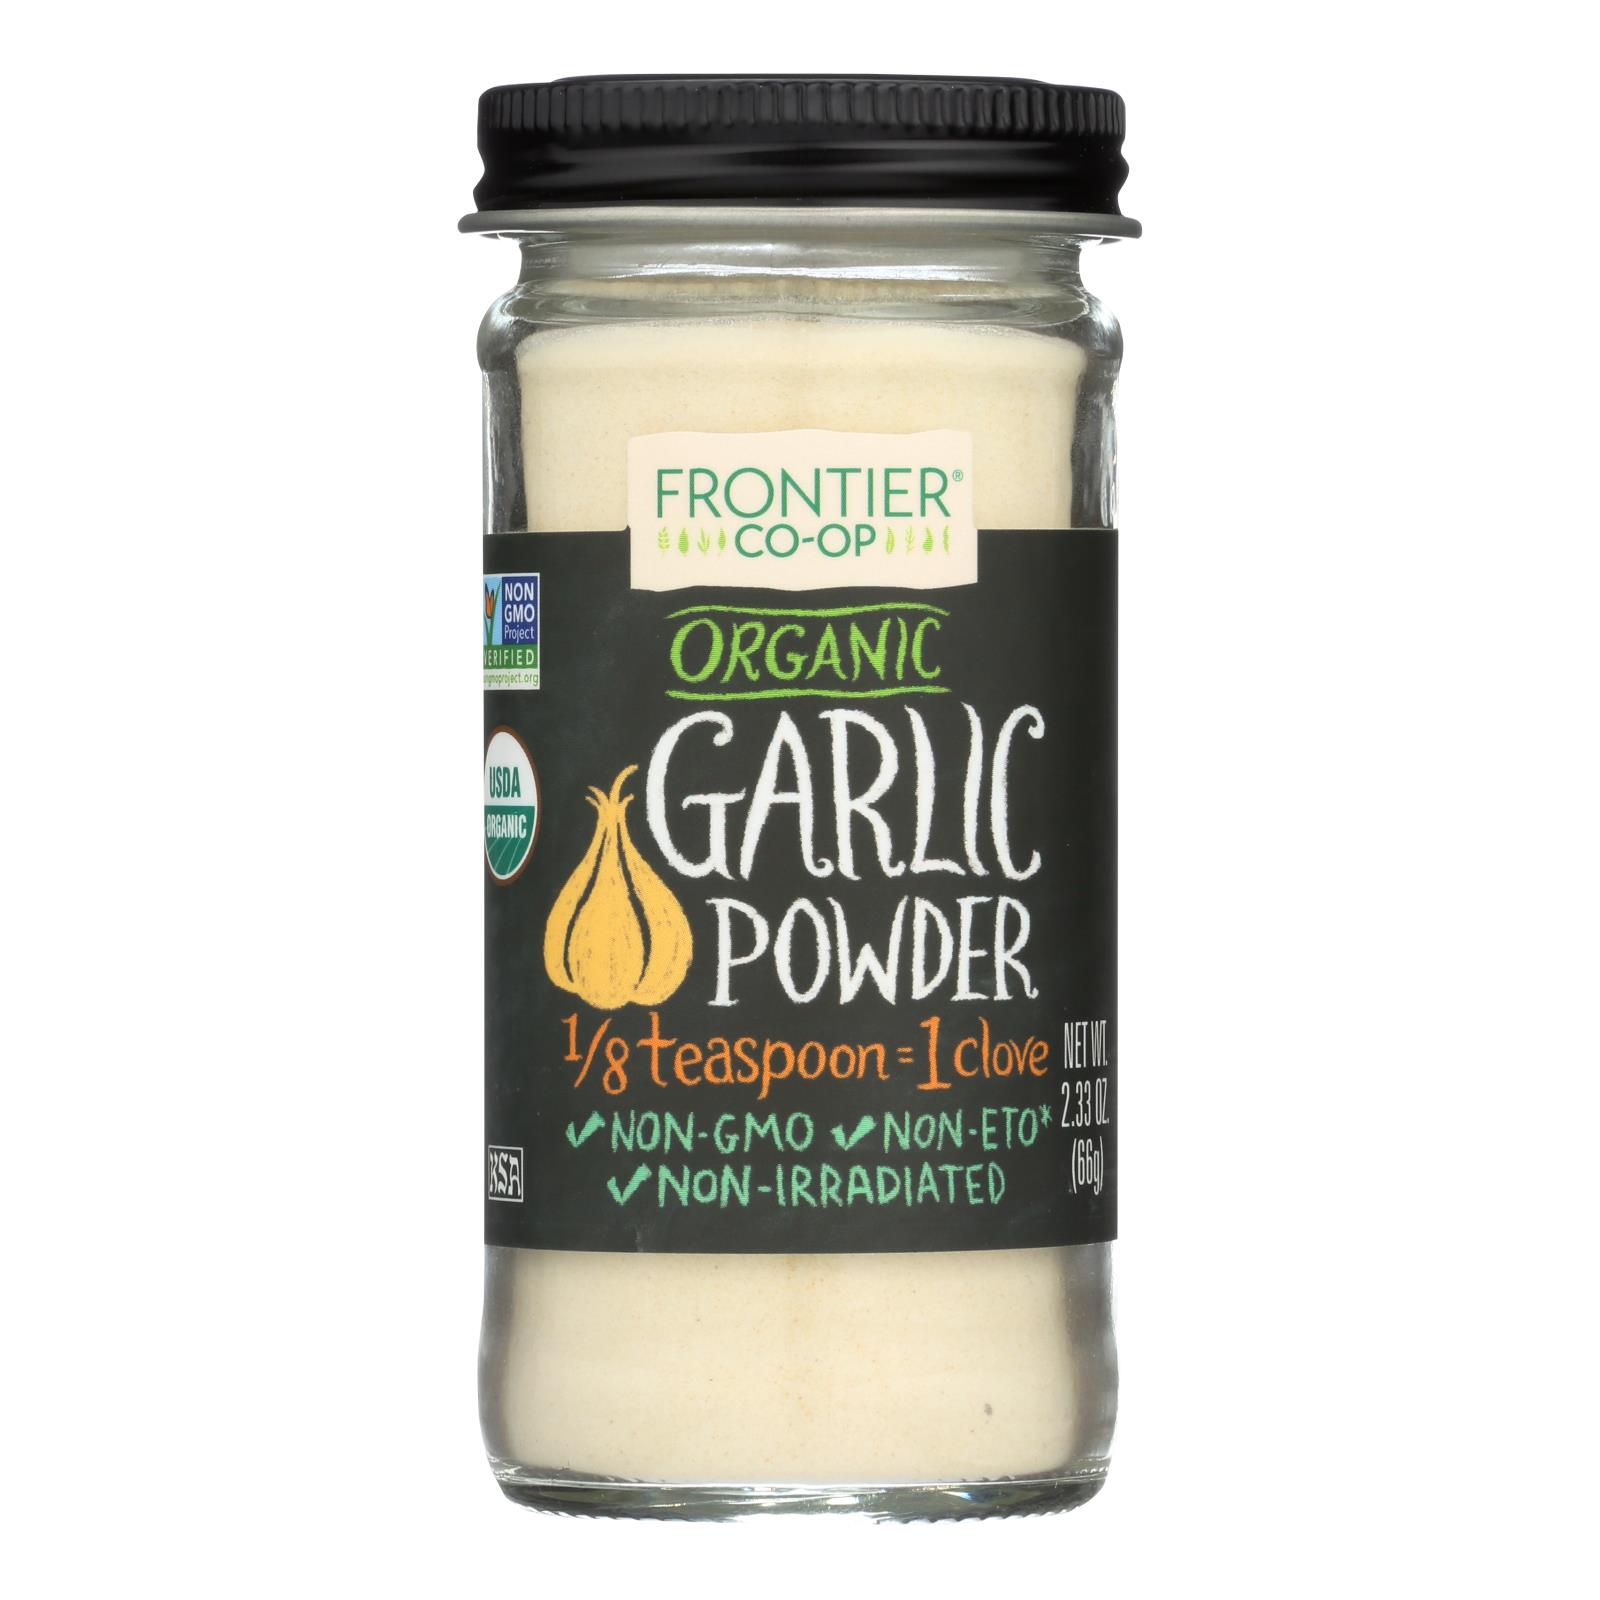 FRONTIER®
CO-OP
NON
GMO
Project
VERIFIED
ORGANIC
GARLIC
POWDER
USDA
ORGANIC
1/8 teaspoon = 1 clove
✓NON-GMO ✓NON-ETO*
✓NON-IRRADIATED
NET WT.
2.33 OZ.
(66g)
KSA